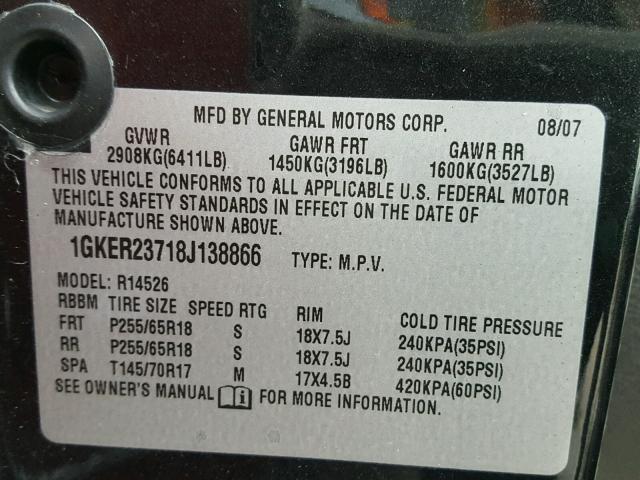 MFD BY GENERAL MOTORS CORP. 08/07
GVWR GAWR FRT GAWR RR
2908KG(6411LB) 1450KG(3196LB) 1600KG(3527LB)
THIS VEHICLE CONFORMS TO ALL APPLICABLE U.S. FEDERAL MOTOR
VEHICLE SAFETY STANDARDS IN EFFECT ON THE DATE OF
MANUFACTURE SHOWN ABOVE.
1GKER23718J138866 TYPE: M.P.V.
MODEL: R14526
RBBM TIRE SIZE SPEED RTG RIM COLD TIRE PRESSURE
FRT P255/65R18 S 18X7.5J 240KPA(35PSI)
RR P255/65R18 S 18X7.5J 240KPA(35PSI)
SPA T145/70R17 M 17X4.5B 420KPA(60PSI)
SEE OWNER'S MANUAL i FOR MORE INFORMATION.